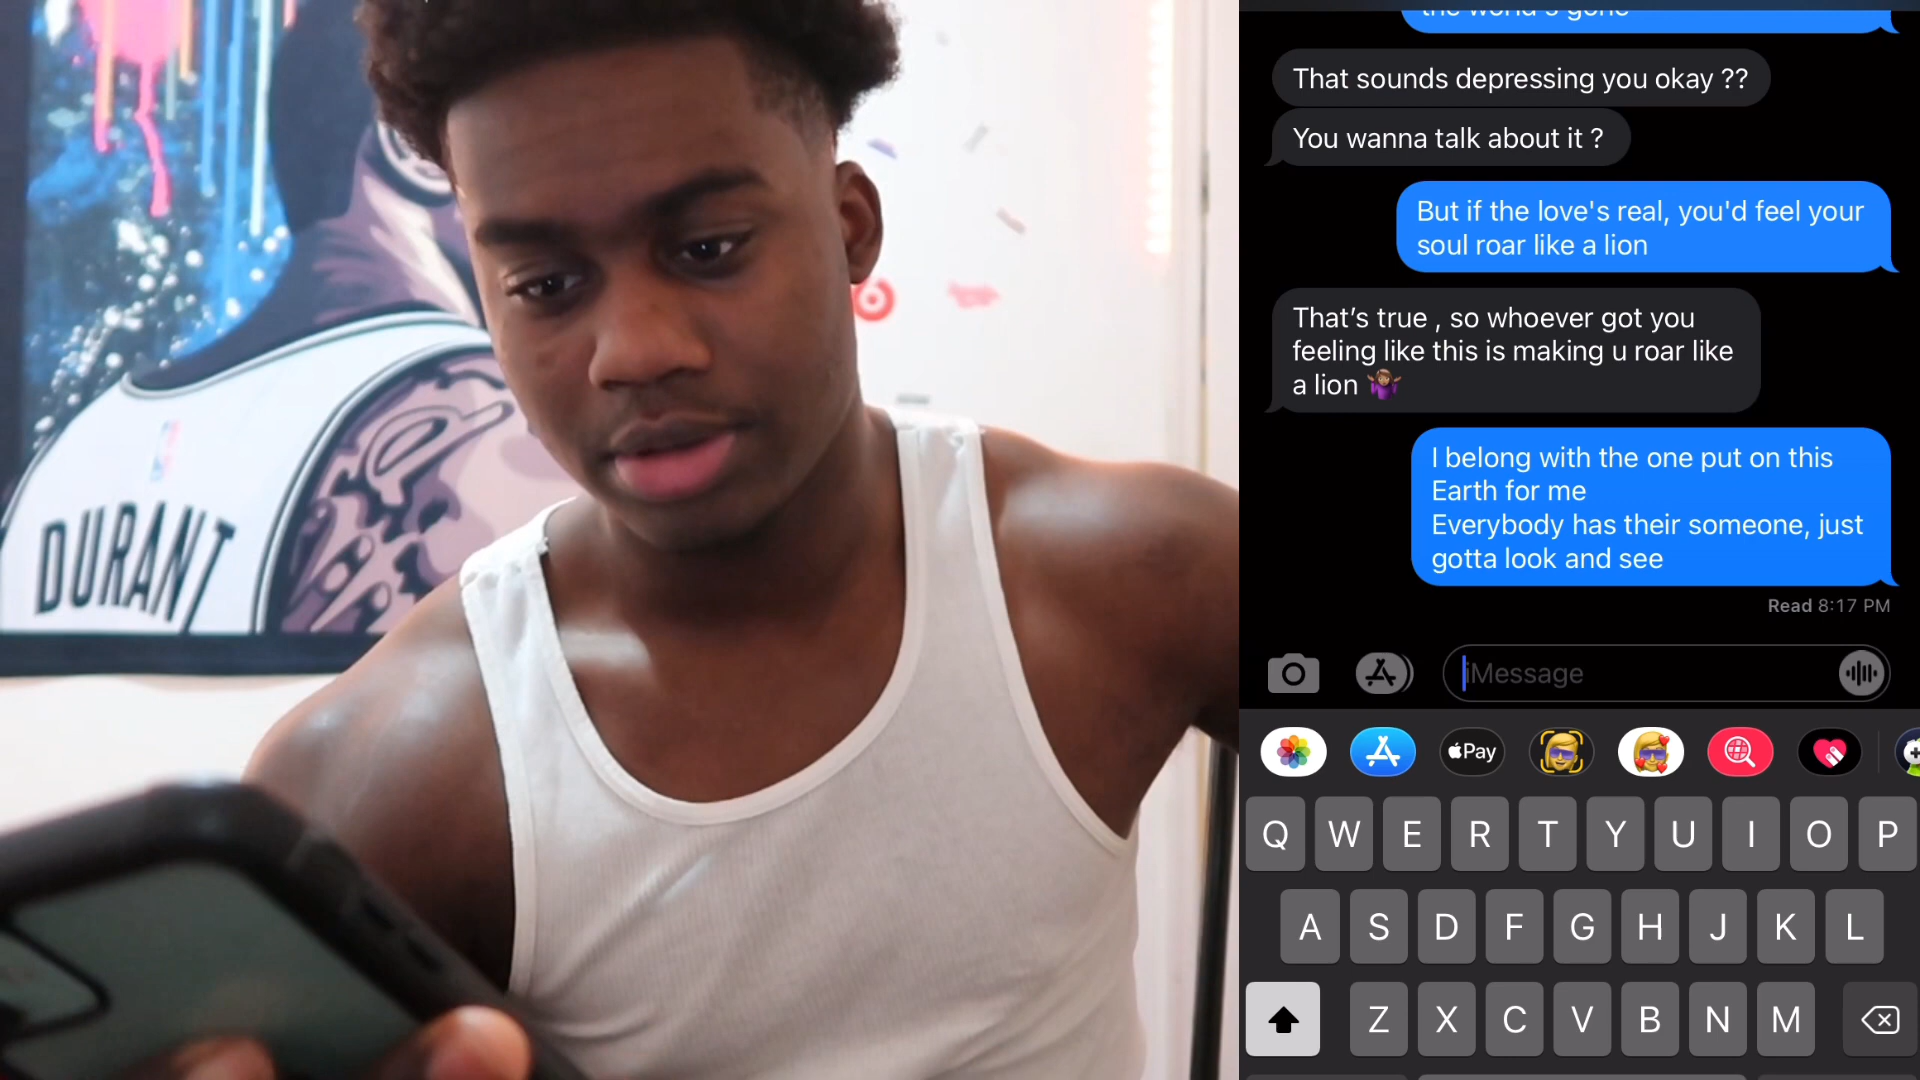 the world's gone
That sounds depressing you okay ??
You wanna talk about it ?
But if the love's real, you'd feel your
soul roar like a lion
That’s true , so whoever got you
feeling like this is making u roar like
a lion 🤷🏽‍♀️
I belong with the one put on this
Earth for me
Everybody has their someone, just
gotta look and see
Read 8:17 PM
iMessage
Pay
Q W E R T Y U I O P
A S D F G H J K L
Z X C V B N M
DURANT